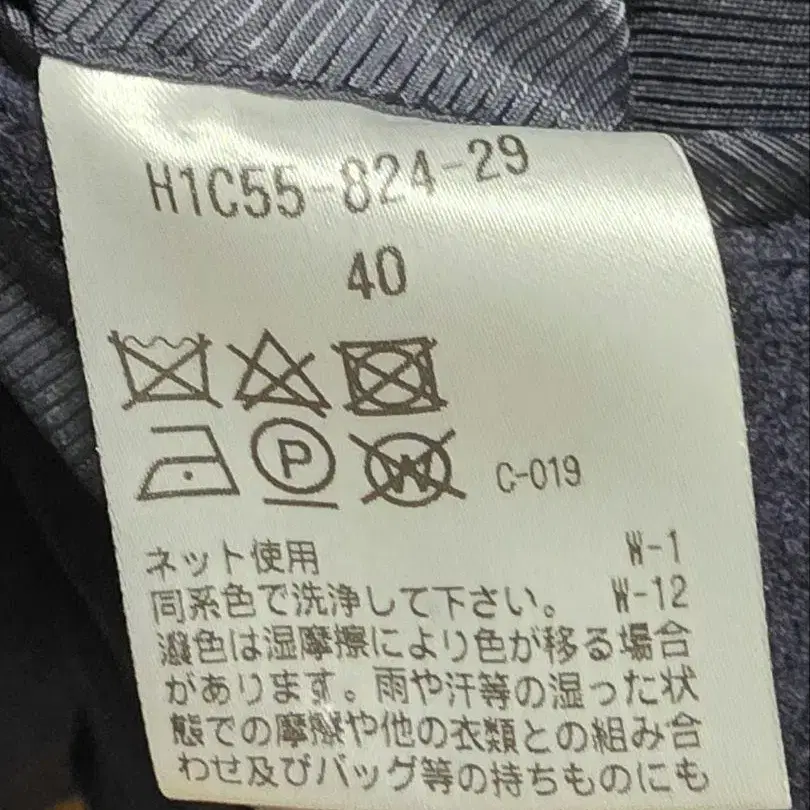 H1C55-824-29
40
P W C-019
ネット使用 W-1
同系色で洗浄して下さい。 W-12
濃色は湿摩擦により色が移る場合
があります。雨や汗等の湿った状
態での摩擦や他の衣類との組み合
わせ及びバッグ等の持ちものにも